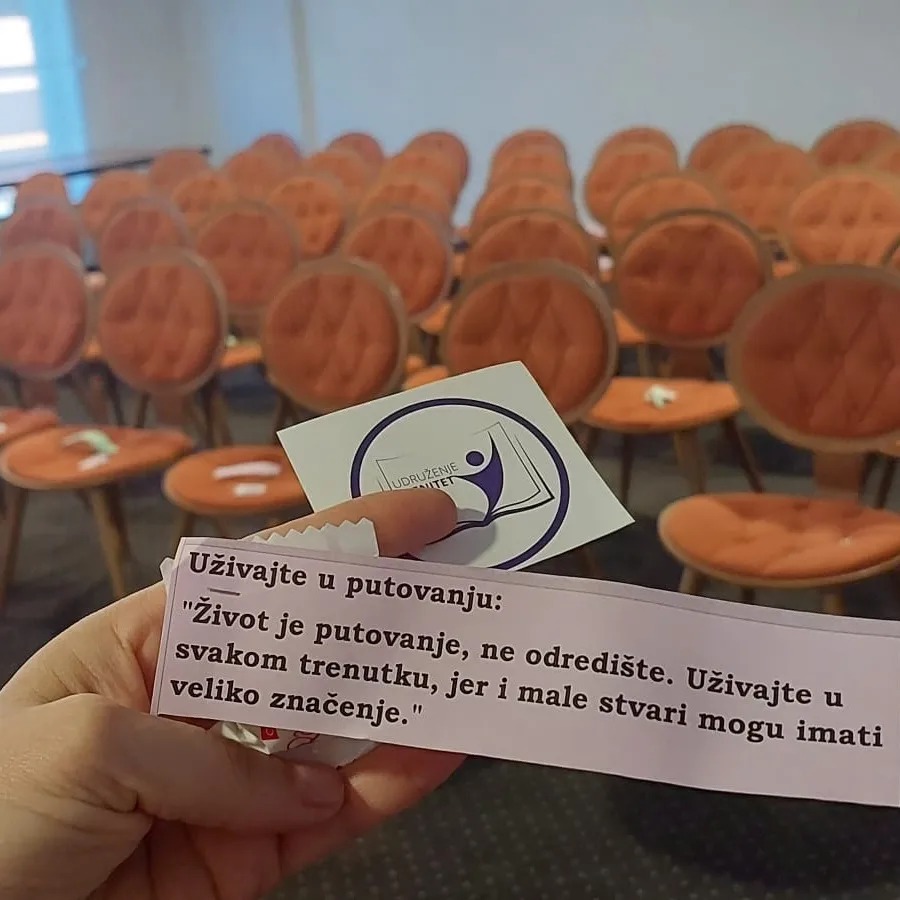 UDRUŽENJE
Uživajte u putovanju:
"Život je putovanje, ne odredište. Uživajte u
svakom trenutku, jer i male stvari mogu imati
veliko značenje."